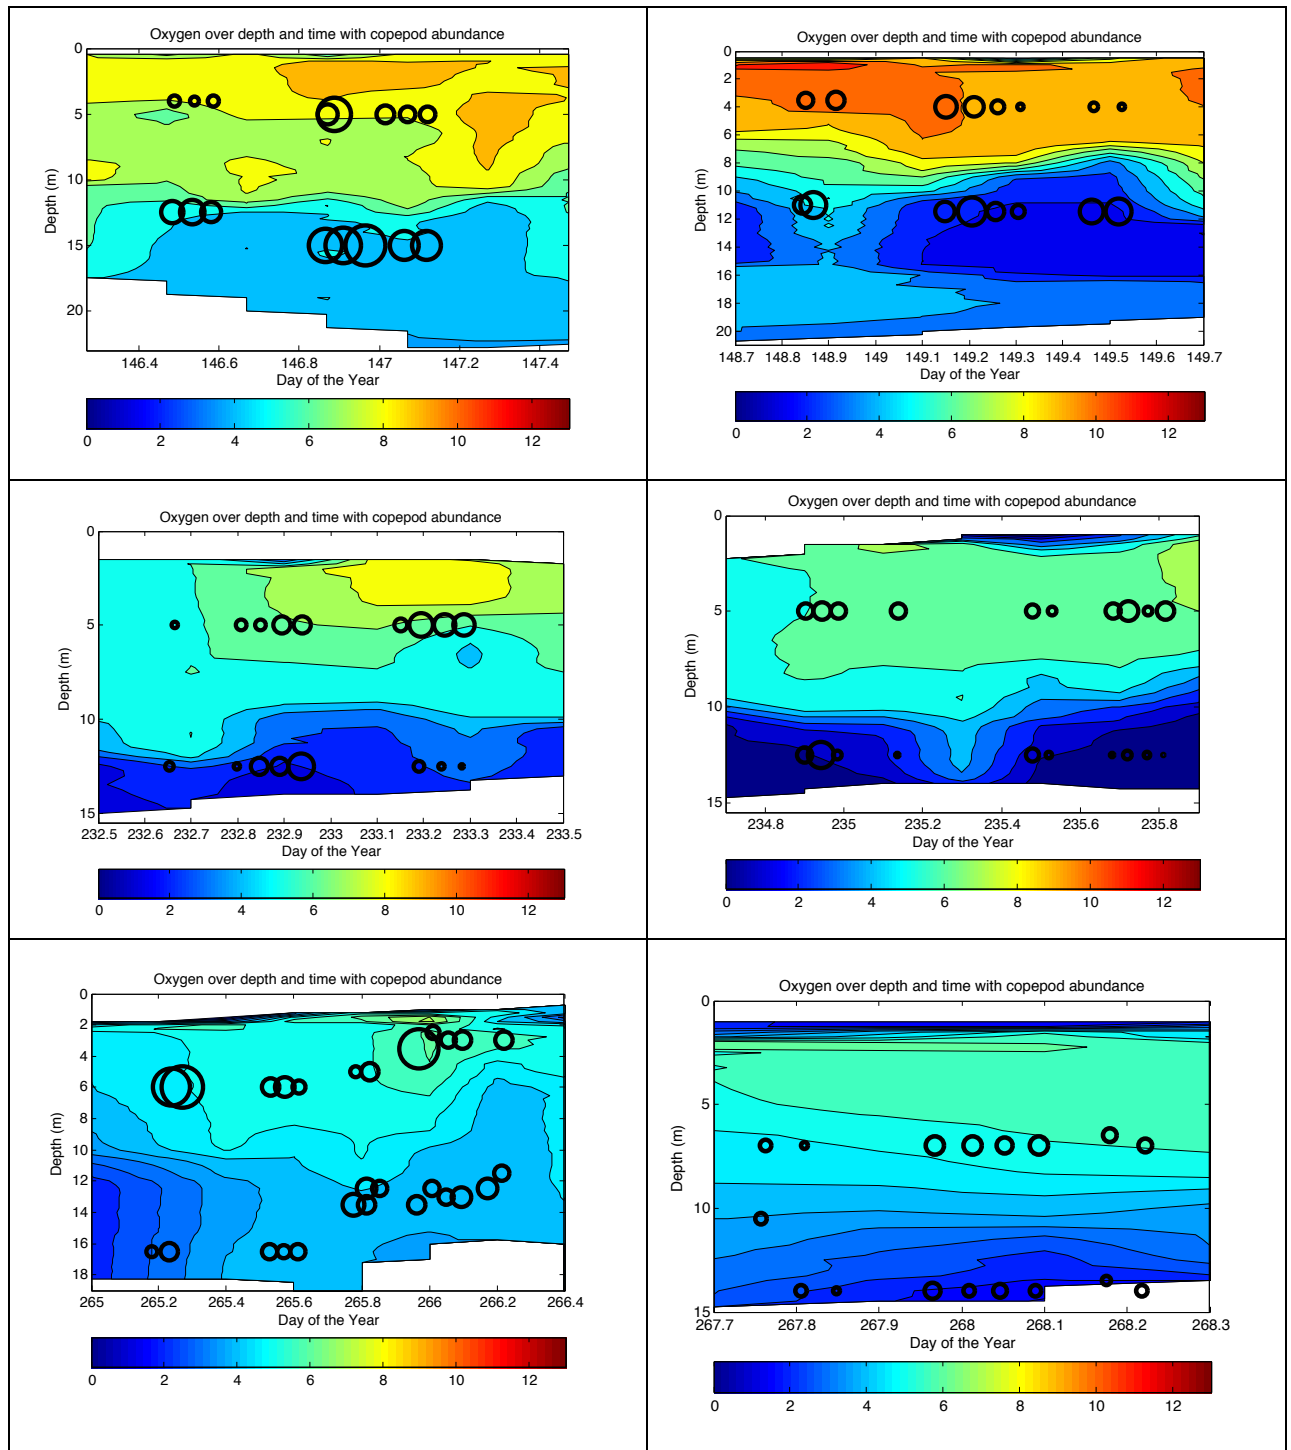 Oxygen over depth and time with copepod abundance
0
5
10
15
20
Depth (m)
146.4 146.6 146.8 147 147.2 147.4
Day of the Year
0 2 4 6 8 10 12
Oxygen over depth and time with copepod abundance
0
2
4
6
8
10
12
14
16
18
20
Depth (m)
148.7 148.8 148.9 149 149.1 149.2 149.3 149.4 149.5 149.6 149.7
Day of the Year
0 2 4 6 8 10 12
Oxygen over depth and time with copepod abundance
0
5
10
15
Depth (m)
232.5 232.6 232.7 232.8 232.9 233 233.1 233.2 233.3 233.4 233.5
Day of the Year
0 2 4 6 8 10 12
Oxygen over depth and time with copepod abundance
0
5
10
15
Depth (m)
234.8 235 235.2 235.4 235.6 235.8
Day of the Year
0 2 4 6 8 10 12
Oxygen over depth and time with copepod abundance
0
2
4
6
8
10
12
14
16
18
Depth (m)
265 265.2 265.4 265.6 265.8 266 266.2 266.4
Day of the Year
0 2 4 6 8 10 12
Oxygen over depth and time with copepod abundance
0
5
10
15
Depth (m)
267.7 267.8 267.9 268 268.1 268.2 268.3
Day of the Year
0 2 4 6 8 10 12